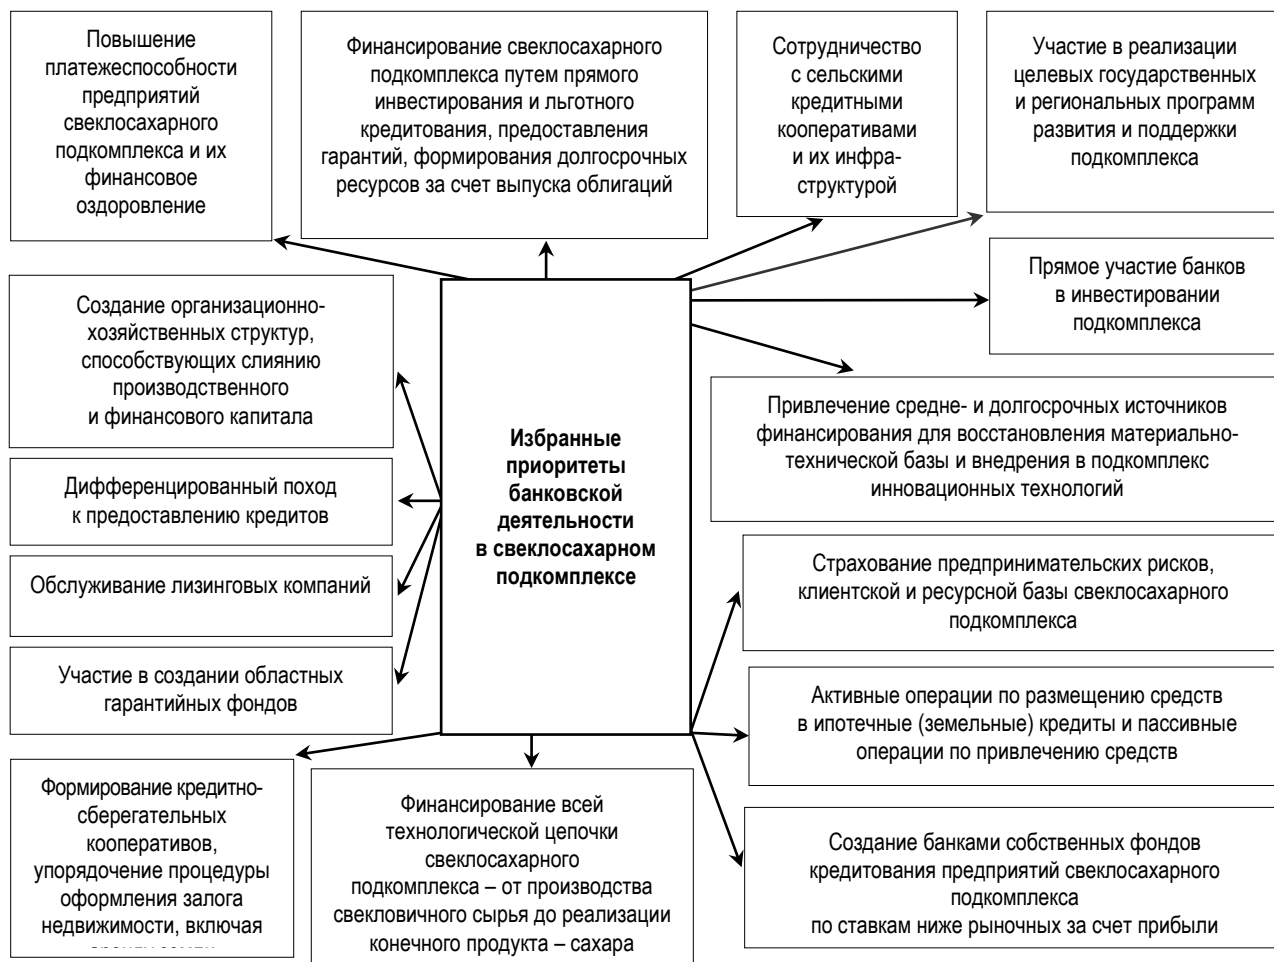 Повышение
платежеспособности
предприятий
свеклосахарного
подкомплекса и их
финансовое
оздоровление
Финансирование свеклосахарного
подкомплекса путем прямого
инвестирования и льготного
кредитования, предоставления
гарантий, формирования долгосрочных
ресурсов за счет выпуска облигаций
Сотрудничество
с сельскими
кредитными
кооперативами
и их инфра-
структурой
Участие в реализации
целевых государственных
и региональных программ
развития и поддержки
подкомплекса
Прямое участие банков
в инвестировании
подкомплекса
Создание организационно-
хозяйственных структур,
способствующих слиянию
производственного
и финансового капитала
Привлечение средне- и долгосрочных источников
финансирования для восстановления материально-
технической базы и внедрения в подкомплекс
инновационных технологий
Избранные
приоритеты
банковской
деятельности
в свеклосахарном
подкомплексе
Дифференцированный поход
к предоставлению кредитов
Обслуживание лизинговых компаний
Страхование предпринимательских рисков,
клиентской и ресурсной базы свеклосахарного
подкомплекса
Участие в создании областных
гарантийных фондов
Активные операции по размещению средств
в ипотечные (земельные) кредиты и пассивные
операции по привлечению средств
Формирование кредитно-
сберегательных
кооперативов,
упорядочение процедуры
оформления залога
недвижимости, включая
Финансирование всей
технологической цепочки
свеклосахарного
подкомплекса – от производства
свекловичного сырья до реализации
конечного продукта – сахара
Создание банками собственных фондов
кредитования предприятий свеклосахарного
подкомплекса
по ставкам ниже рыночных за счет прибыли